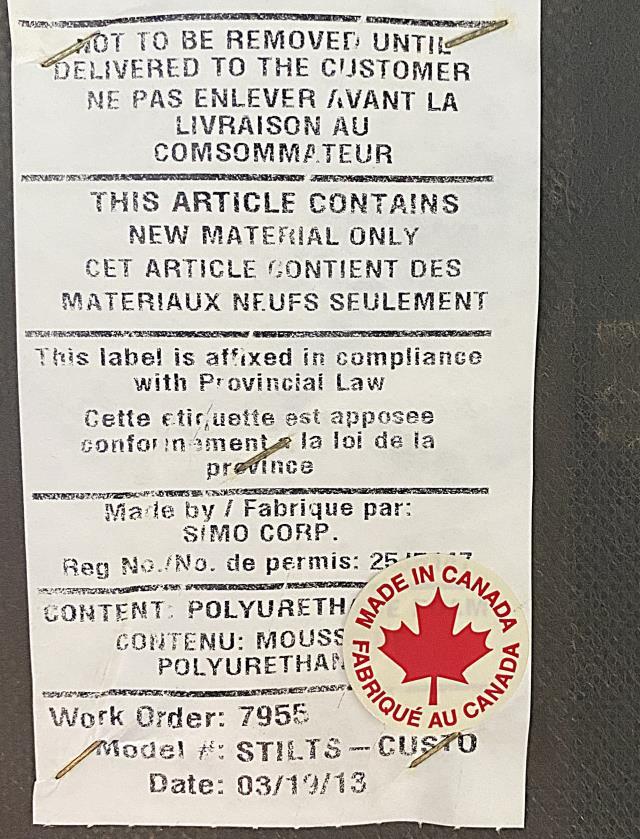 NOT TO BE REMOVED UNTIL
DELIVERED TO THE CUSTOMER
NE PAS ENLEVER AVANT LA
LIVRAISON AU
COMSOMMATEUR
THIS ARTICLE CONTAINS
NEW MATERIAL ONLY
CET ARTICLE CONTIENT DES
MATERIAUX NEUFS SEULEMENT
This label is affixed in compliance
with Provincial Law
Cette etiquette est apposee
conformement a la loi de la
province
Made by / Fabrique par:
SIMO CORP.
Reg No./No. de permis:
CONTENT: POLYURETH
CONTENU: MOUSS
POLYURETHAN
MADE IN CANADA
FABRIQUÉ AU CANADA
Work Order: 7955
Model #: STILTS - CUSTO
Date: 03/19/13